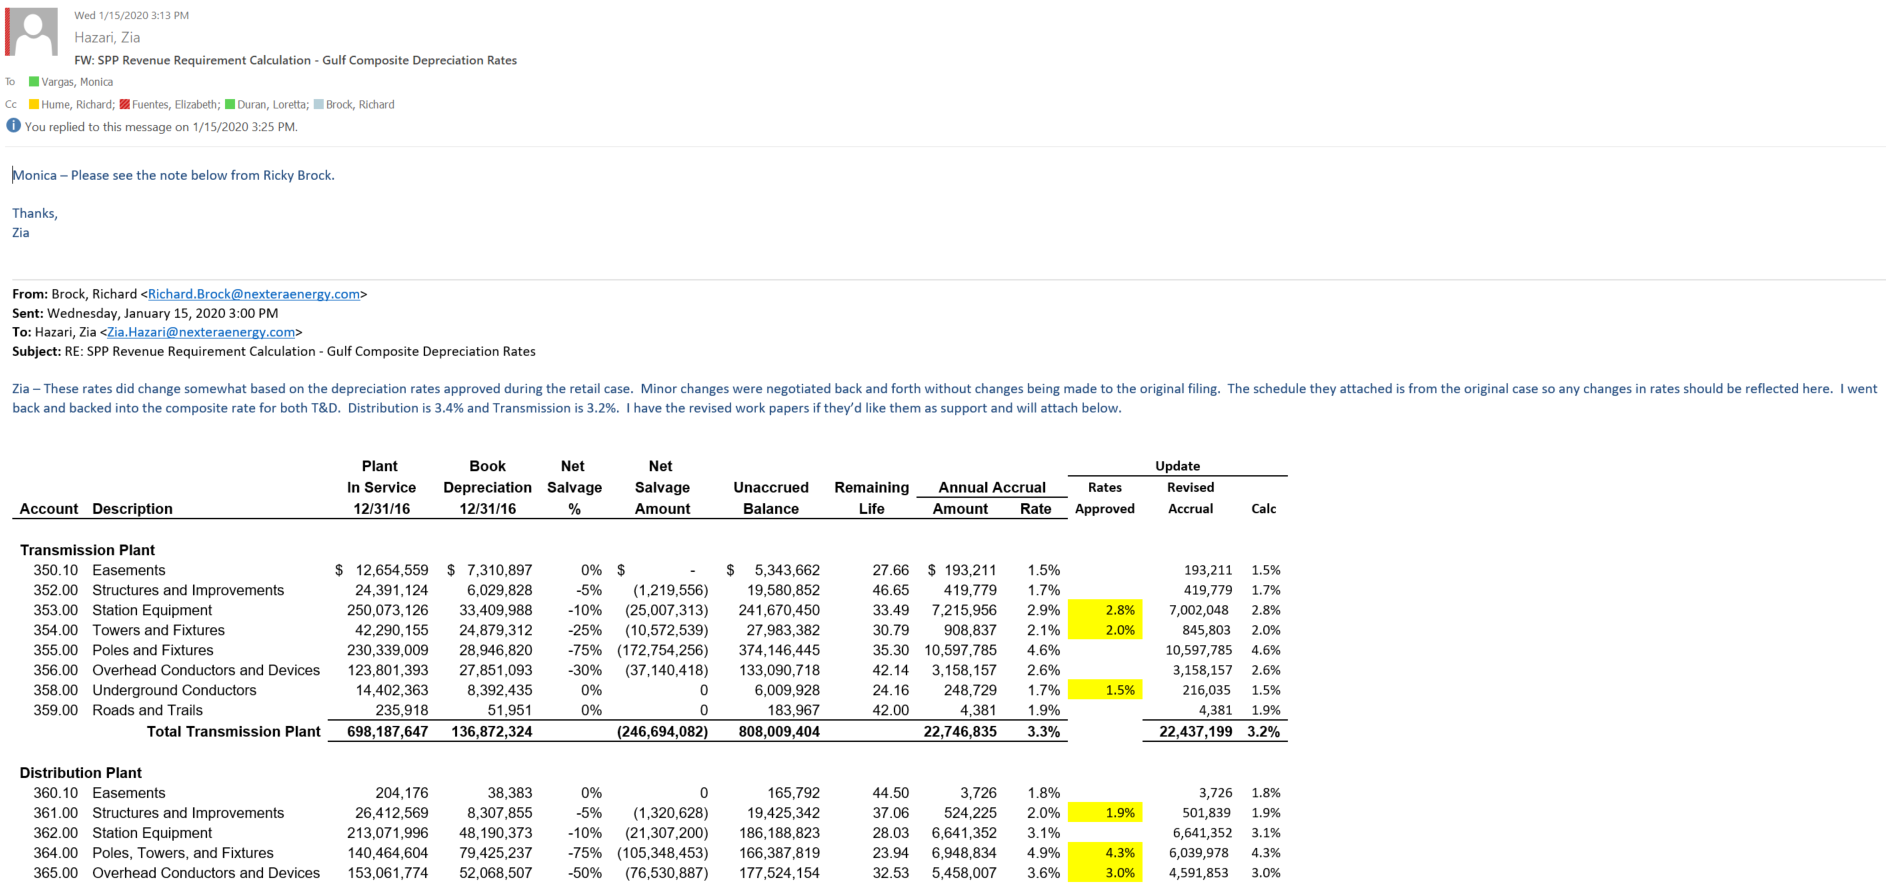 Wed 1/15/2020 3:13 PM
Hazari, Zia
FW: SPP Revenue Requirement Calculation - Gulf Composite Depreciation Rates
To Vargas, Monica
Cc Hume, Richard; Fuentes, Elizabeth; Duran, Loretta; Brock, Richard
You replied to this message on 1/15/2020 3:25 PM.
Monica – Please see the note below from Ricky Brock.
Thanks,
Zia
From: Brock, Richard <Richard.Brock@nexteraenergy.com>
Sent: Wednesday, January 15, 2020 3:00 PM
To: Hazari, Zia <Zia.Hazari@nexteraenergy.com>
Subject: RE: SPP Revenue Requirement Calculation - Gulf Composite Depreciation Rates
Zia – These rates did change somewhat based on the depreciation rates approved during the retail case.  Minor changes were negotiated back and forth without changes being made to the original filing.  The schedule they attached is from the original case so any changes in rates should be reflected here.  I went
back and backed into the composite rate for both T&D.  Distribution is 3.4% and Transmission is 3.2%.  I have the revised work papers if they'd like them as support and will attach below.
Plant Book Net Net Update
In Service Depreciation Salvage Salvage Unaccrued Remaining Annual Accrual Rates Revised
Account Description 12/31/16 12/31/16 % Amount Balance Life Amount Rate Approved Accrual Calc
Transmission Plant
350.10 Easements $ 12,654,559 $ 7,310,897 0% $ - $ 5,343,662 27.66 $ 193,211 1.5% 193,211 1.5%
352.00 Structures and Improvements 24,391,124 6,029,828 -5% (1,219,556) 19,580,852 46.65 419,779 1.7% 419,779 1.7%
353.00 Station Equipment 250,073,126 33,409,988 -10% (25,007,313) 241,670,450 33.49 7,215,956 2.9% 2.8% 7,002,048 2.8%
354.00 Towers and Fixtures 42,290,155 24,879,312 -25% (10,572,539) 27,983,382 30.79 908,837 2.1% 2.0% 845,803 2.0%
355.00 Poles and Fixtures 230,339,009 28,946,820 -75% (172,754,256) 374,146,445 35.30 10,597,785 4.6% 10,597,785 4.6%
356.00 Overhead Conductors and Devices 123,801,393 27,851,093 -30% (37,140,418) 133,090,718 42.14 3,158,157 2.6% 3,158,157 2.6%
358.00 Underground Conductors 14,402,363 8,392,435 0% 0 6,009,928 24.16 248,729 1.7% 1.5% 216,035 1.5%
359.00 Roads and Trails 235,918 51,951 0% 0 183,967 42.00 4,381 1.9% 4,381 1.9%
Total Transmission Plant 698,187,647 136,872,324 (246,694,082) 808,009,404 22,746,835 3.3% 22,437,199 3.2%
Distribution Plant
360.10 Easements 204,176 38,383 0% 0 165,792 44.50 3,726 1.8% 3,726 1.8%
361.00 Structures and Improvements 26,412,569 8,307,855 -5% (1,320,628) 19,425,342 37.06 524,225 2.0% 1.9% 501,839 1.9%
362.00 Station Equipment 213,071,996 48,190,373 -10% (21,307,200) 186,188,823 28.03 6,641,352 3.1% 6,641,352 3.1%
364.00 Poles, Towers, and Fixtures 140,464,604 79,425,237 -75% (105,348,453) 166,387,819 23.94 6,948,834 4.9% 4.3% 6,039,978 4.3%
365.00 Overhead Conductors and Devices 153,061,774 52,068,507 -50% (76,530,887) 177,524,154 32.53 5,458,007 3.6% 3.0% 4,591,853 3.0%